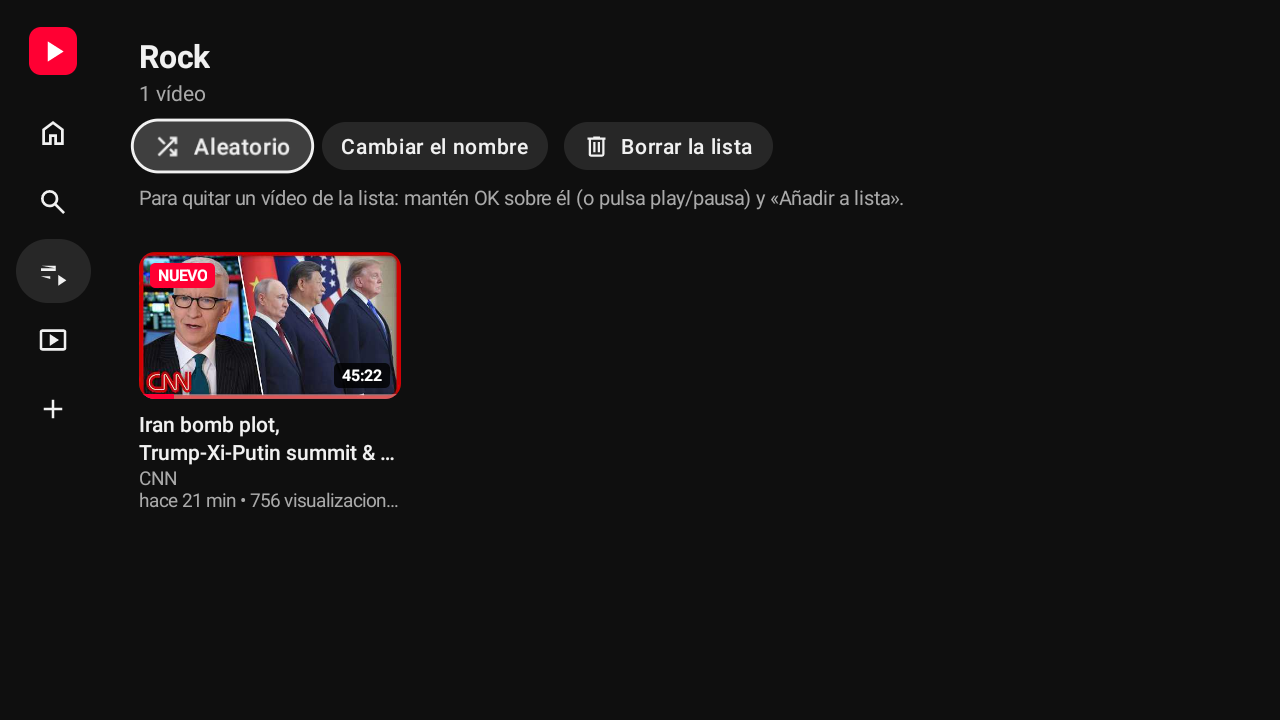 Rock
1 vídeo
Aleatorio
Cambiar el nombre
Borrar la lista
Para quitar un vídeo de la lista: mantén OK sobre él (o pulsa play/pausa) y «Añadir a lista».
NUEVO
CNN
45:22
Iran bomb plot,
Trump-Xi-Putin summit & …
CNN
hace 21 min • 756 visualizacion…